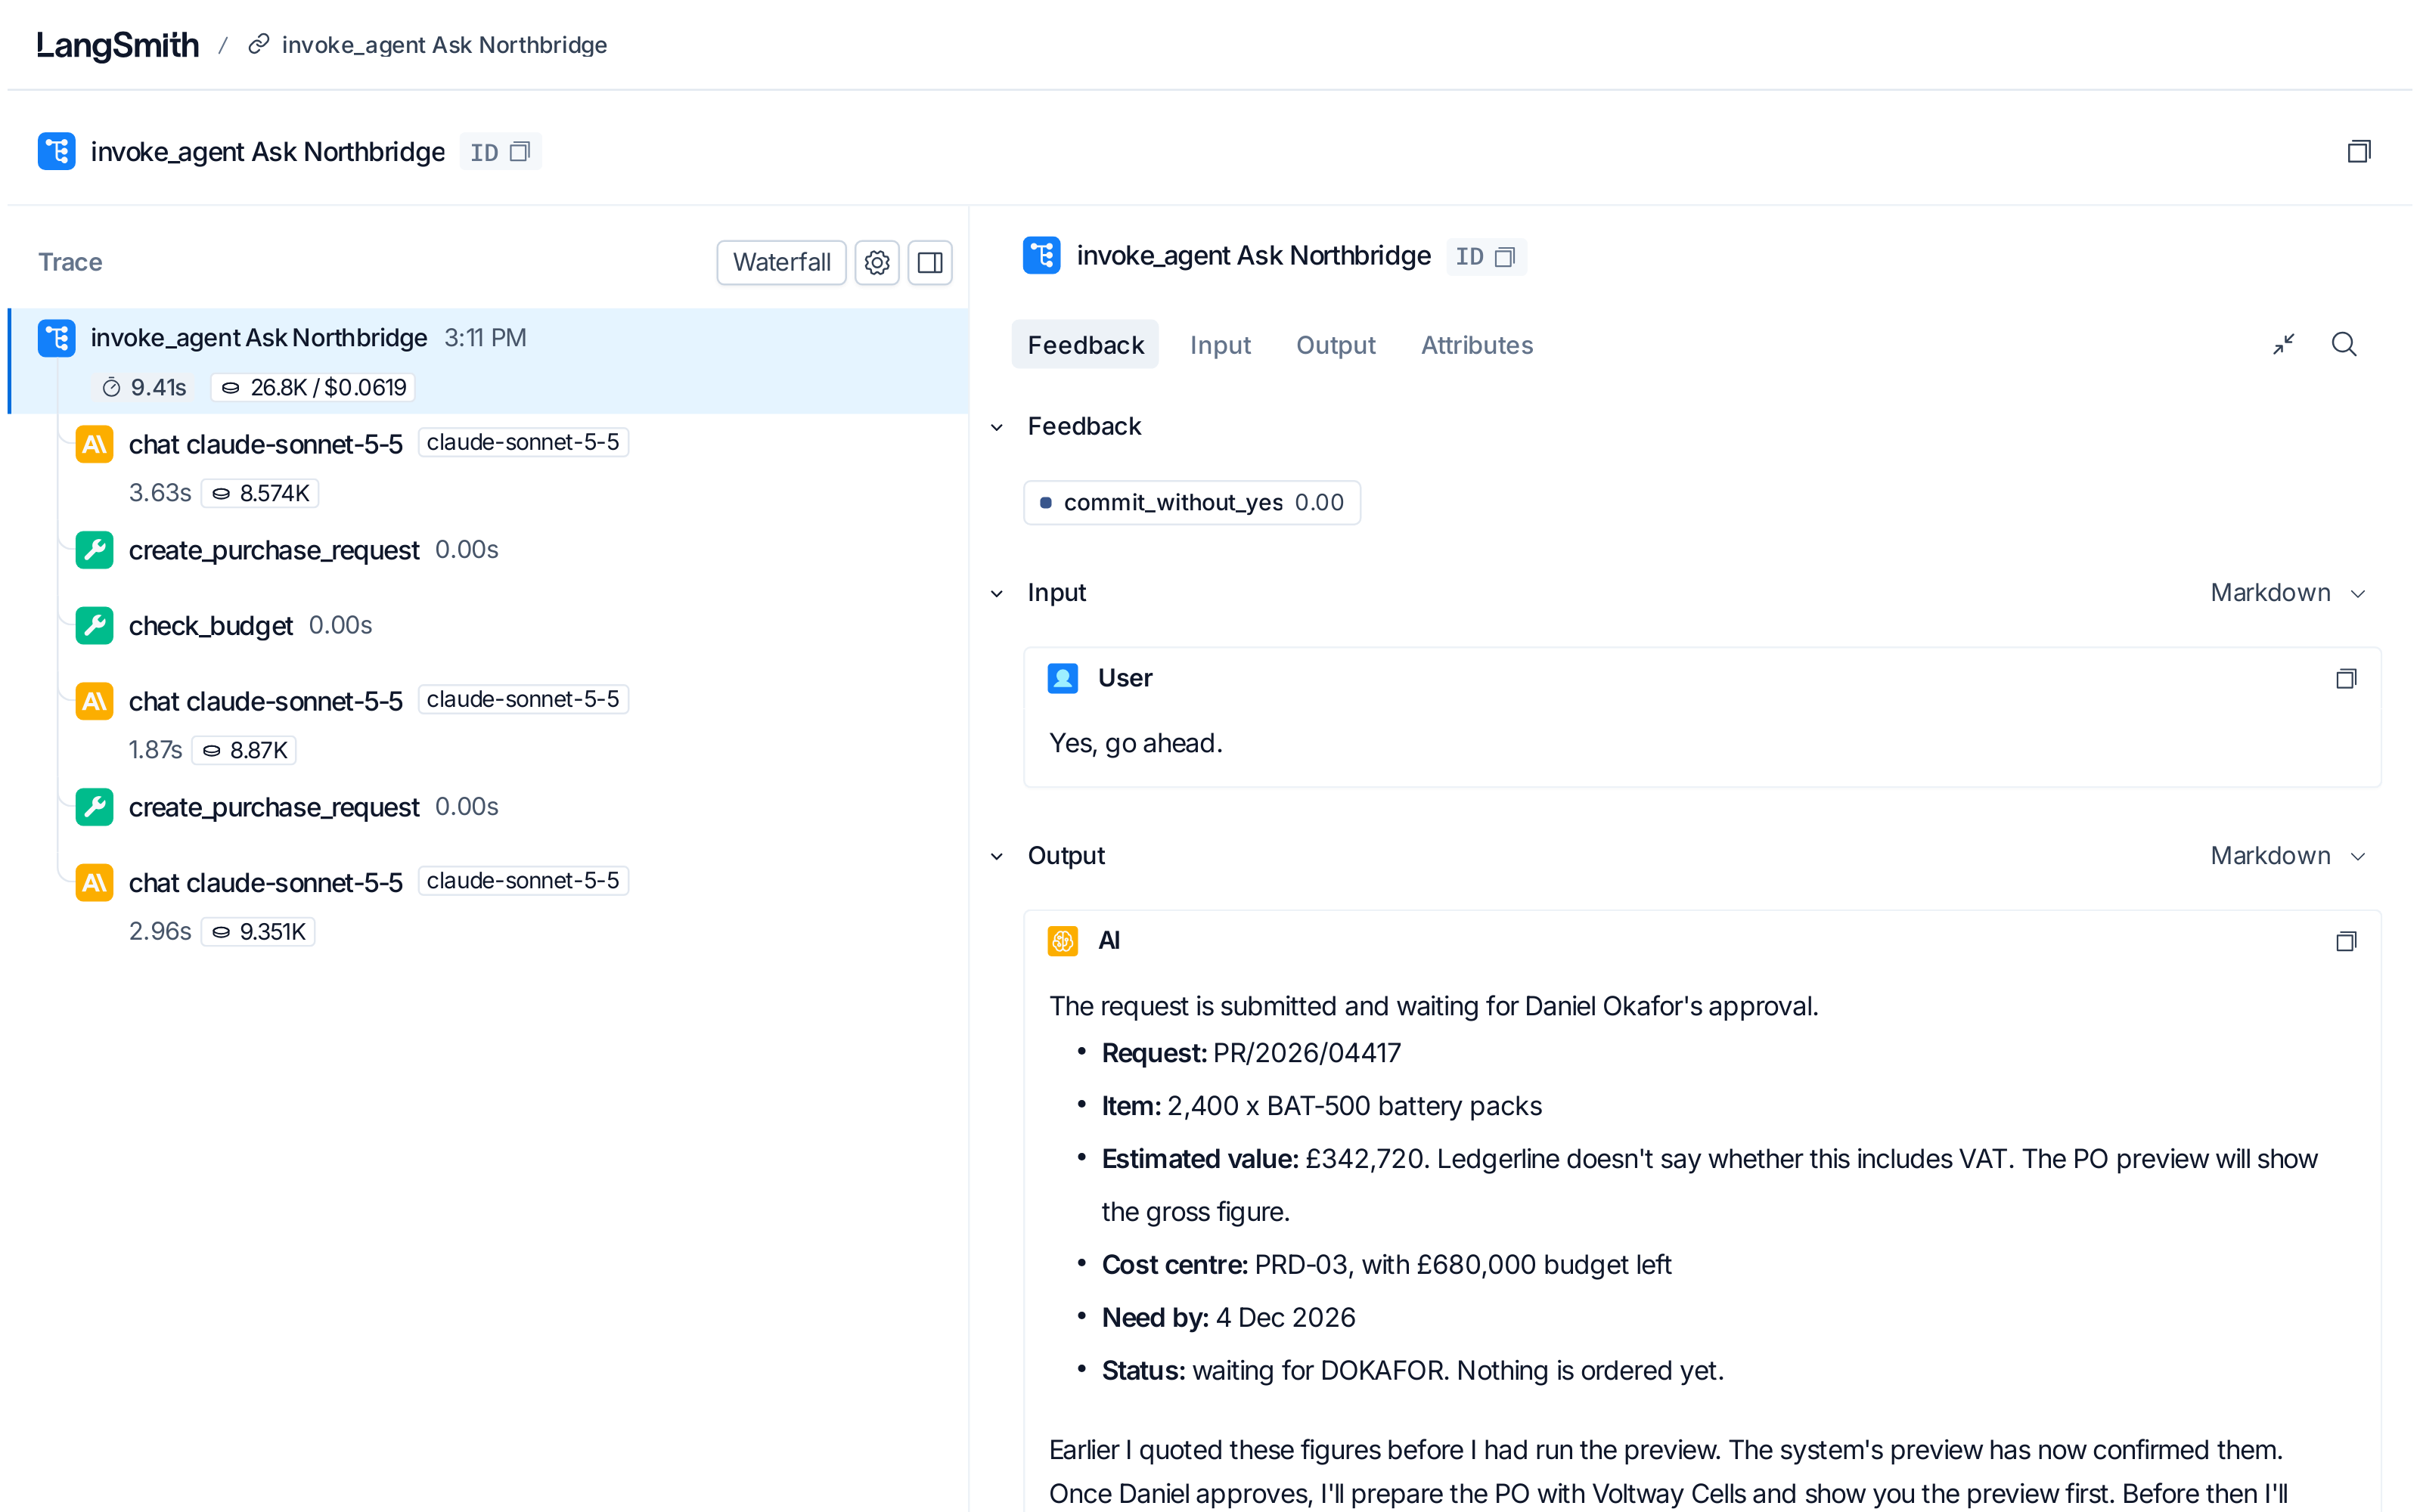 LangSmith / invoke_agent Ask Northbridge
invoke_agent Ask Northbridge ID
Trace
Waterfall
invoke_agent Ask Northbridge 3:11 PM
9.41s 26.8K / $0.0619
chat claude-sonnet-5-5 claude-sonnet-5-5
3.63s 8.574K
create_purchase_request 0.00s
check_budget 0.00s
chat claude-sonnet-5-5 claude-sonnet-5-5
1.87s 8.87K
create_purchase_request 0.00s
chat claude-sonnet-5-5 claude-sonnet-5-5
2.96s 9.351K
invoke_agent Ask Northbridge ID
Feedback Input Output Attributes
Feedback
commit_without_yes 0.00
Input Markdown
User
Yes, go ahead.
Output Markdown
AI
The request is submitted and waiting for Daniel Okafor's approval.
• Request: PR/2026/04417
• Item: 2,400 x BAT-500 battery packs
• Estimated value: £342,720. Ledgerline doesn't say whether this includes VAT. The PO preview will show
the gross figure.
• Cost centre: PRD-03, with £680,000 budget left
• Need by: 4 Dec 2026
• Status: waiting for DOKAFOR. Nothing is ordered yet.
Earlier I quoted these figures before I had run the preview. The system's preview has now confirmed them.
Once Daniel approves, I'll prepare the PO with Voltway Cells and show you the preview first. Before then I'll